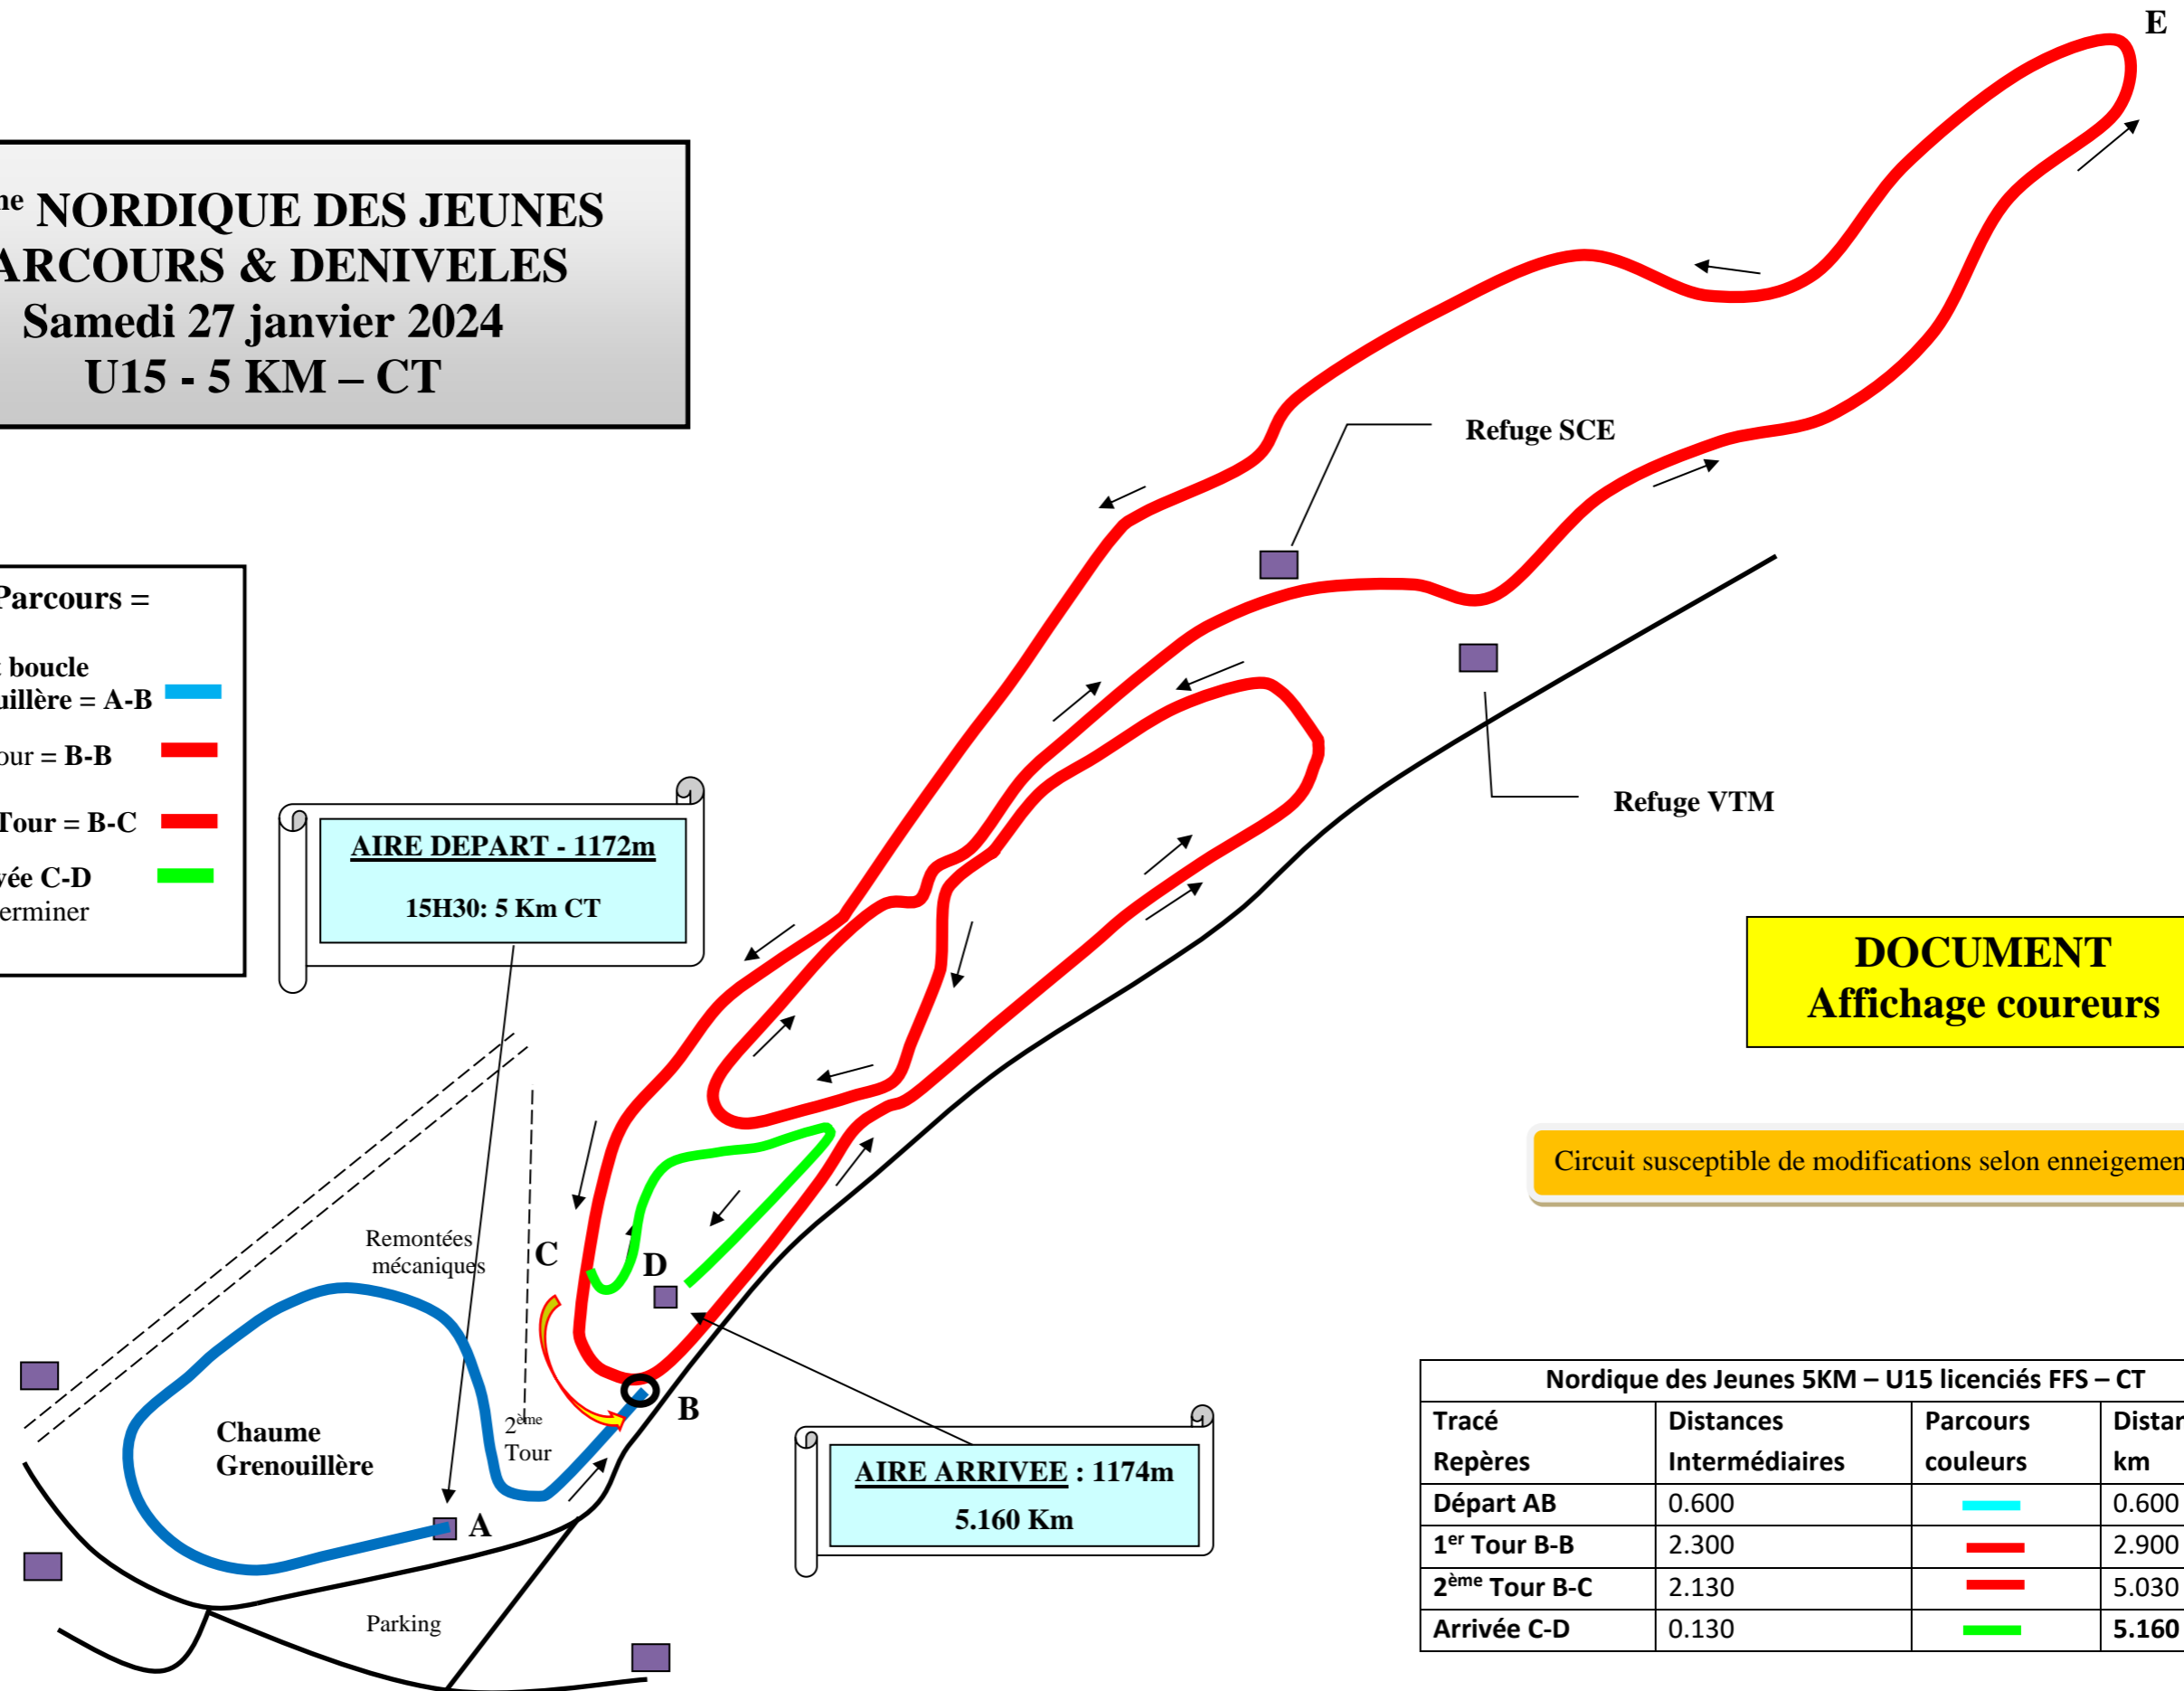 E
me NORDIQUE DES JEUNES
ARCOURS & DENIVELES
Samedi 27 janvier 2024
U15 - 5 KM – CT
Refuge SCE
Parcours =
boucle
uillère = A-B
our = B-B
Tour = B-C
vée C-D
erminer
AIRE DEPART - 1172m
15H30: 5 Km CT
Refuge VTM
DOCUMENT
Affichage coureurs
Circuit susceptible de modifications selon enneigement
Remontées
mécaniques
C
D
B
2ème
Tour
Chaume
Grenouillère
A
Parking
AIRE ARRIVEE : 1174m
5.160 Km
Nordique des Jeunes 5KM – U15 licenciés FFS – CT
Tracé Repères Distances Intermédiaires Parcours couleurs Distan km
Départ AB 0.600 0.600
1er Tour B-B 2.300 2.900
2ème Tour B-C 2.130 5.030
Arrivée C-D 0.130 5.160